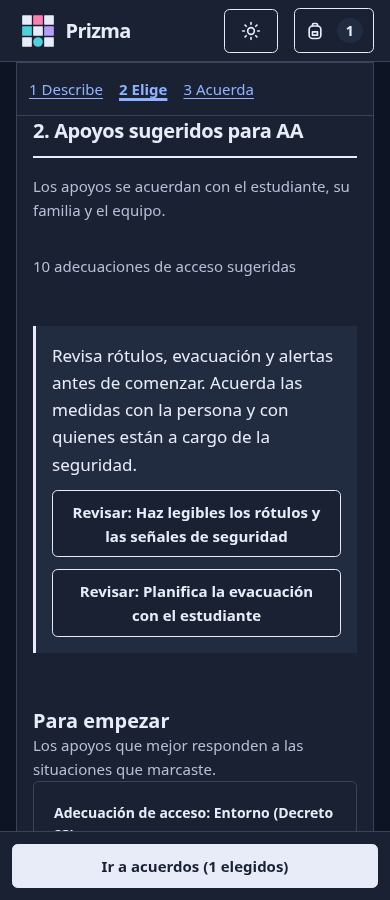 Prizma
1
1 Describe
2 Elige
3 Acuerda
2. Apoyos sugeridos para AA
Los apoyos se acuerdan con el estudiante, su
familia y el equipo.
10 adecuaciones de acceso sugeridas
Revisa rótulos, evacuación y alertas
antes de comenzar. Acuerda las
medidas con la persona y con
quienes están a cargo de la
seguridad.
Revisar: Haz legibles los rótulos y
las señales de seguridad
Revisar: Planifica la evacuación
con el estudiante
Para empezar
Los apoyos que mejor responden a las
situaciones que marcaste.
Adecuación de acceso: Entorno (Decreto
Ir a acuerdos (1 elegidos)